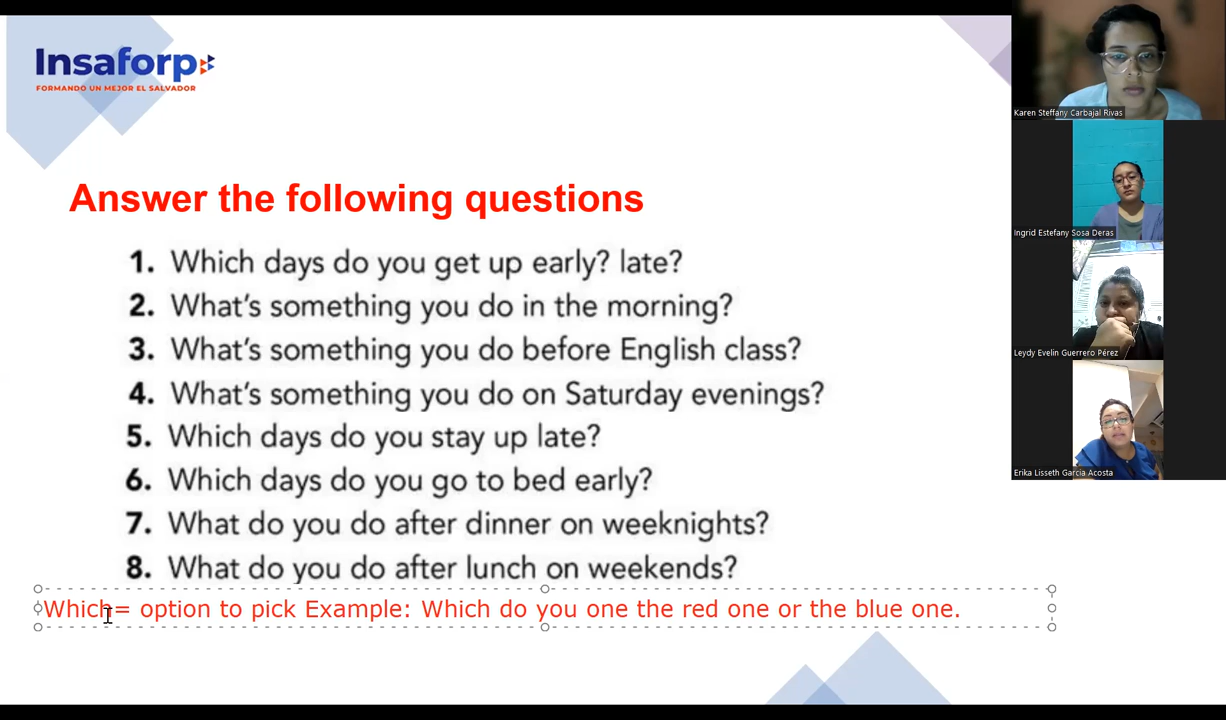 Insaforp
FORMANDO UN MEJOR EL SALVADOR
Answer the following questions
1. Which days do you get up early? late?
2. What's something you do in the morning?
3. What's something you do before English class?
4. What's something you do on Saturday evenings?
5. Which days do you stay up late?
6. Which days do you go to bed early?
7. What do you do after dinner on weeknights?
8. What do you do after lunch on weekends?
Which= option to pick Example: Which do you one the red one or the blue one.
Karen Steffany Carbajal Rivas
Ingrid Estefany Sosa Deras
Leydy Evelin Guerrero Pérez
Erika Lisseth García Acosta